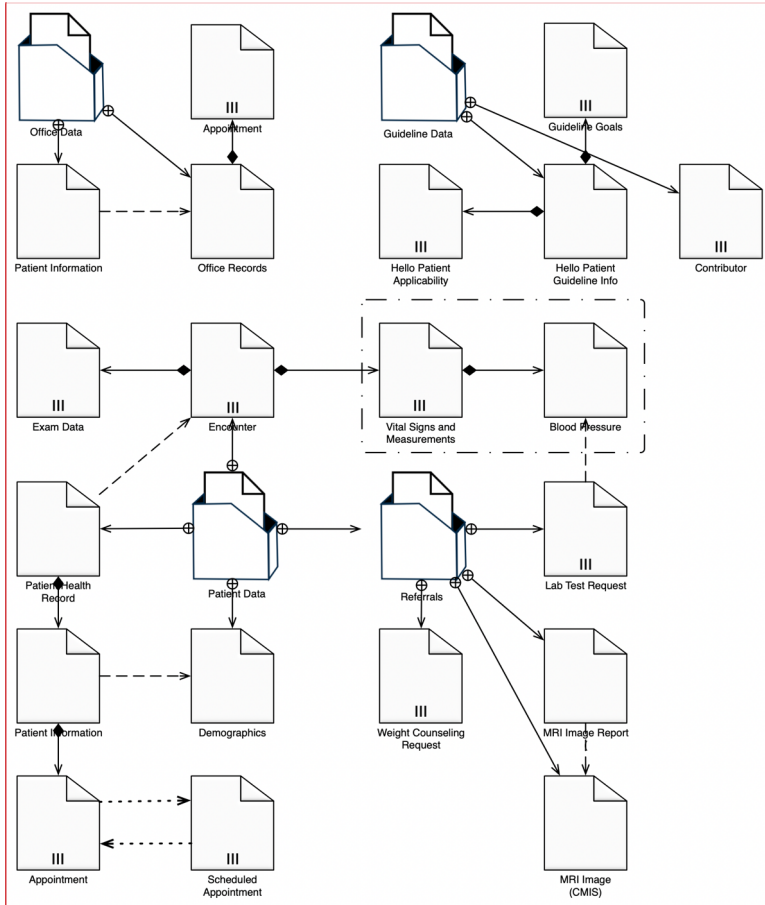 Office Data
Appointment
Guideline Data
Guideline Goals
Patient Information
Office Records
Hello Patient
Applicability
Hello Patient
Guideline Info
Contributor
Exam Data
Encounter
Vital Signs and
Measurements
Blood Pressure
Patient Health
Record
Patient Data
Referrals
Lab Test Request
Patient Information
Demographics
Weight Counseling
Request
MRI Image Report
Appointment
Scheduled
Appointment
MRI Image
(CMIS)